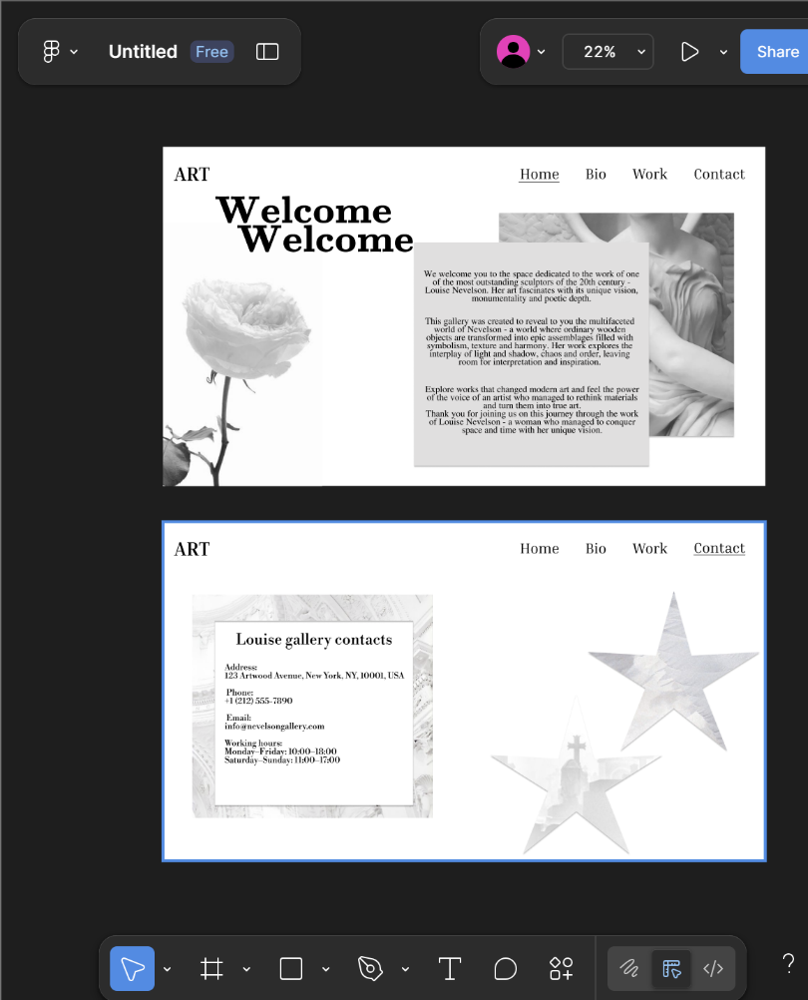 Untitled Free 22% Share
ART Home Bio Work Contact
Welcome
Welcome
We welcome you to the space dedicated to the work of one
of the most outstanding sculptors of the 20th century -
Louise Nevelson. Her art fascinates with its unique vision,
monumentality and poetic depth.
This gallery was created to reveal to you the multifaceted
world of Nevelson - a world where ordinary wooden
objects are transformed into epic assemblages filled with
symbolism, texture and harmony. Her work explores the
interplay of light and shadow, chaos and order, leaving
room for interpretation and inspiration.
Explore works that changed modern art and feel the power
of the voice of an artist who managed to rethink materials
and turn them into true art.
Thank you for joining us on this journey through the work
of Louise Nevelson - a woman who managed to conquer
space and time with her unique vision.
ART Home Bio Work Contact
Louise gallery contacts
Address:
123 Artwood Avenue, New York, NY, 10001, USA
Phone:
+1 (212) 555-7890
Email:
info@nevelsongallery.com
Working hours:
Monday–Friday: 10:00–18:00
Saturday–Sunday: 11:00–17:00